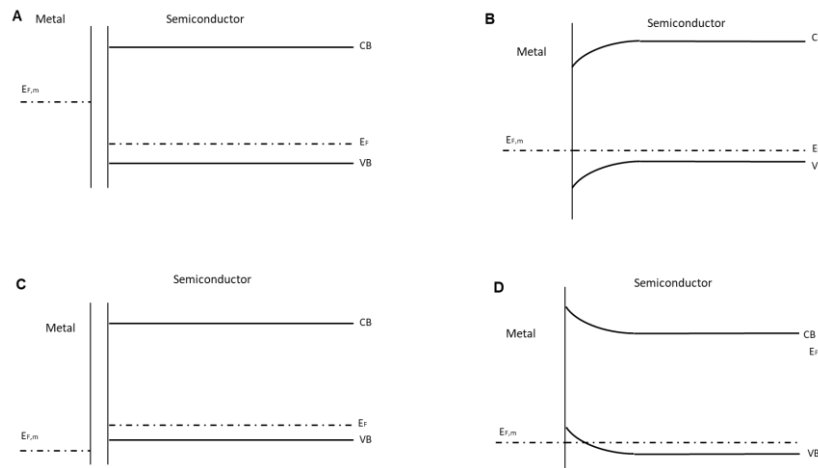 A
Metal
Semiconductor
CB
EF,m
EF
VB
B
Semiconductor
Metal
C
EF,m
E
V
C
Semiconductor
Metal
CB
EF
EF,m
VB
D
Semiconductor
Metal
CB
EF
EF,m
VB